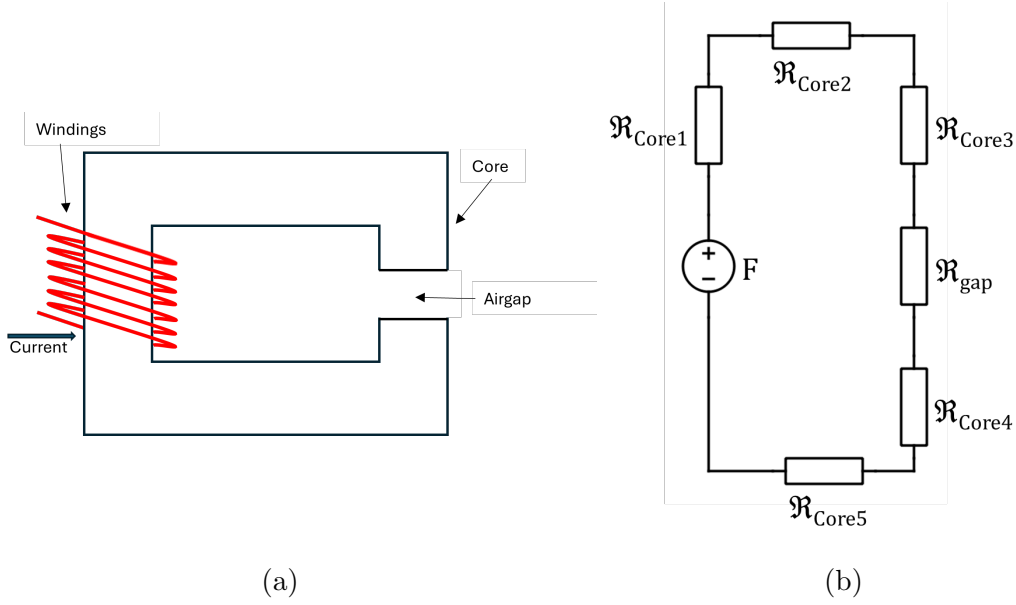 Windings
Core
Airgap
Current
ℜCore1
ℜCore2
ℜCore3
+
−
F
ℜgap
ℜCore4
ℜCore5
(a)
(b)